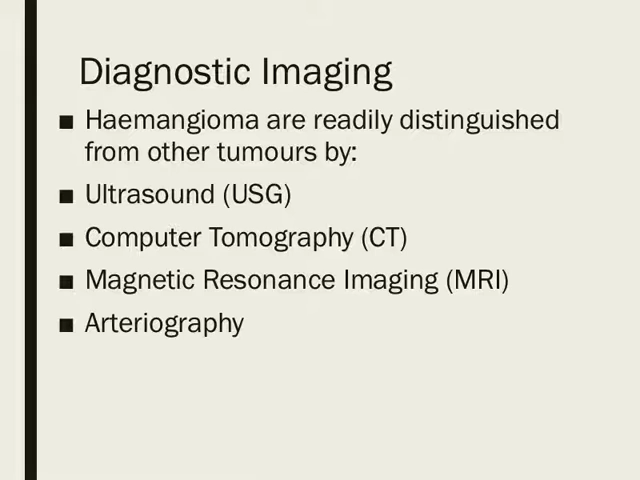 Diagnostic Imaging
■ Haemangioma are readily distinguished
from other tumours by:
■ Ultrasound (USG)
■ Computer Tomography (CT)
■ Magnetic Resonance Imaging (MRI)
■ Arteriography